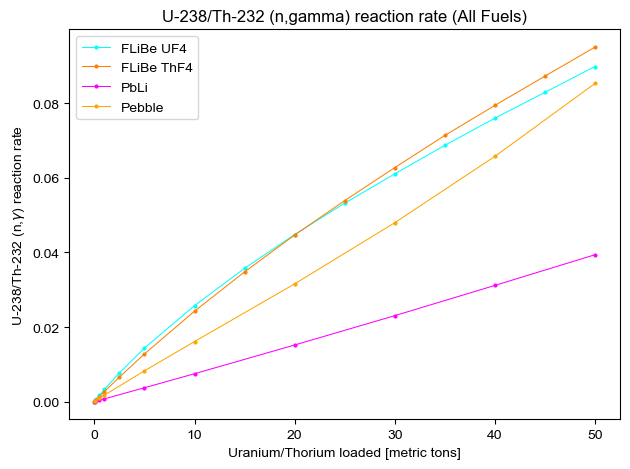 U-238/Th-232 (n,gamma) reaction rate (All Fuels)
FLiBe UF4
FLiBe ThF4
PbLi
Pebble
U-238/Th-232 (n,γ) reaction rate
0.08
0.06
0.04
0.02
0.00
0 10 20 30 40 50
Uranium/Thorium loaded [metric tons]